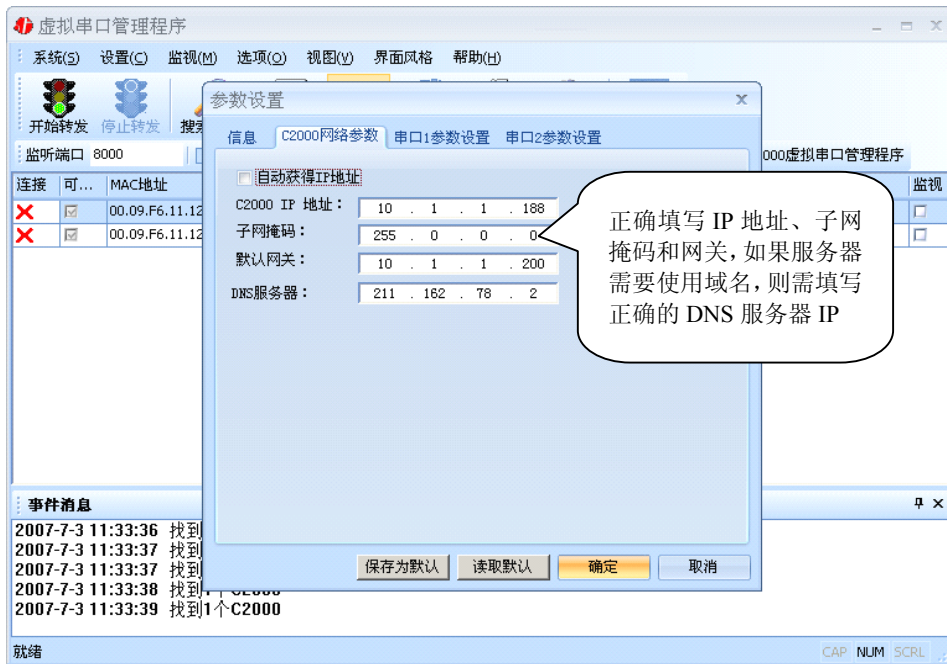 虚拟串口管理程序
系统(S) 设置(C) 监视(M) 选项(O) 视图(V) 界面风格 帮助(H)
开始转发 停止转发
监听端口 8000
000虚拟串口管理程序
连接 可... MAC地址 监视
00.09.F6.11.12
00.09.F6.11.12
参数设置
信息 C2000网络参数 串口1参数设置 串口2参数设置
自动获得IP地址
C2000 IP 地址： 10 . 1 . 1 . 188
子网掩码： 255 . 0 . 0 . 0
默认网关： 10 . 1 . 1 . 200
DNS服务器： 211 . 162 . 78 . 2
正确填写 IP 地址、子网
掩码和网关，如果服务器
需要使用域名，则需填写
正确的 DNS 服务器 IP
保存为默认 读取默认 确定 取消
事件消息
2007-7-3 11:33:36 找到
2007-7-3 11:33:37 找到
2007-7-3 11:33:37 找到
2007-7-3 11:33:38 找到1个C2000
2007-7-3 11:33:39 找到1个C2000
就绪
CAP NUM SCRL